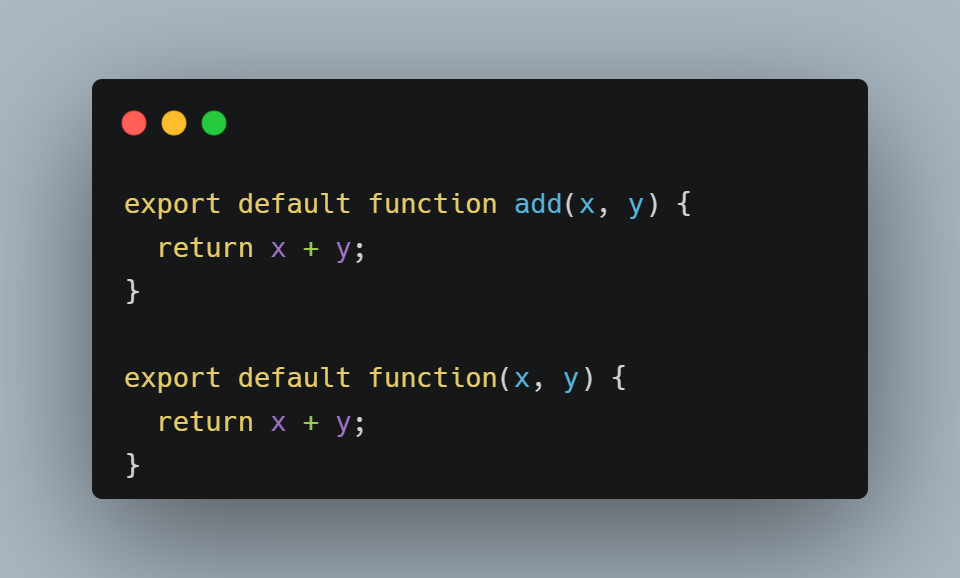 export default function add(x, y) {
  return x + y;
}

export default function(x, y) {
  return x + y;
}